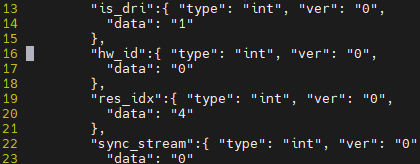 13 "is_dri":{ "type": "int", "ver": "0",
14 "data": "1"
15 },
16 "hw_id":{ "type": "int", "ver": "0",
17 "data": "0"
18 },
19 "res_idx":{ "type": "int", "ver": "0",
20 "data": "4"
21 },
22 "sync_stream":{ "type": "int", "ver": "0
23 "data": "0"